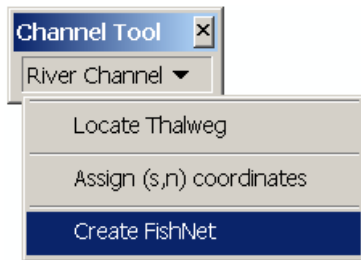 Channel Tool
River Channel
Locate Thalweg
Assign (s,n) coordinates
Create FishNet